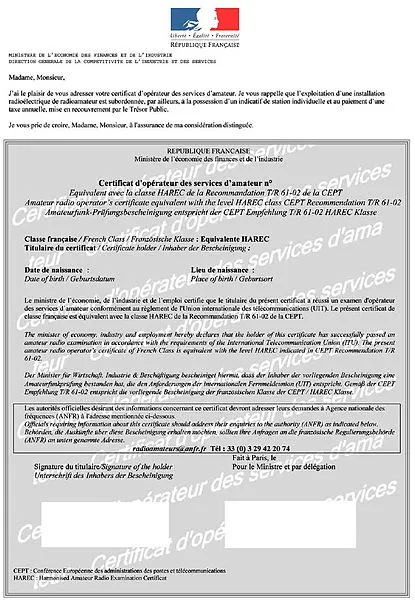 Liberté • Égalité • Fraternité
RÉPUBLIQUE FRANÇAISE
MINISTERE DE L'ÉCONOMIE DES FINANCES ET DE L'INDUSTRIE
DIRECTION GENERALE DE LA COMPETITIVITE DE L'INDUSTRIE ET DES SERVICES
Madame, Monsieur,
J'ai le plaisir de vous adresser votre certificat d'opérateur des services d'amateur. Je vous rappelle que l'exploitation d'une installation
radioélectrique de radioamateur est subordonnée, par ailleurs, à la possession d'un indicatif de station individuelle et au paiement d'une
taxe annuelle, mise en recouvrement par le Trésor Public.
Je vous prie de croire, Madame, Monsieur, à l'assurance de ma considération distinguée.
REPUBLIQUE FRANÇAISE
Ministère de l'économie des finances et de l'industrie
Certificat d'opérateur des services d'amateur n°
Equivalent avec la classe HAREC de la Recommandation T/R 61-02 de la CEPT
Amateur radio operator's certificate equivalent with the level HAREC class CEPT Recommendation T/R 61-02
Amateurfunk-Prüfungsbescheinigung entspricht der CEPT Empfehlung T/R 61-02 HAREC Klasse
Classe française / French Class / Französische Klasse : Equivalente HAREC
Titulaire du certificat / Certificate holder / Inhaber der Bescheinigung :
Date de naissance : Lieu de naissance :
Date of birth / Geburtsdatum Place of birth / Geburtsort
Le ministre de l'économie, de l'industrie et de l'emploi certifie que le titulaire du présent certificat a réussi un examen d'opérateur
des services d'amateur conformément au règlement de l'Union internationale des télécommunications (UIT). Le présent certificat de
classe française est équivalent avec la classe HAREC de la Recommandation T/R 61-02 de la CEPT.
The minister of economy, industry and employment hereby declares that the holder of this certificate has successfully passed an
amateur radio examination in accordance with the requirements of the International Telecommunication Union (ITU). The present
amateur radio operator's certificate of French Class is equivalent with the level HAREC indicated in CEPT Recommendation T/R
61-02.
Der Minister für Wirtschaft, Industrie & Beschäftigung bescheinigt hiermit, dass der Inhaber der vorliegenden Bescheinigung eine
Amateurfunkprüfung bestanden hat, die den Anforderungen der Internationalen Fernmeldeunion (UIT) entspricht. Gemäß der CEPT
Empfehlung T/R 61-02 entspricht die vorliegende Bescheinigung der französischen Klasse der CEPT / HAREC Klasse.
Les autorités officielles désirant des informations concernant ce certificat devront adresser leurs demandes à Agence nationale des
fréquences (ANFR) à l'adresse mentionnée ci-dessous.
Officials requiring Information about this certificate should address their enquiries to the authority (ANFR) as indicated below.
Behörden, die Auskünfte über diese Bescheinigung erhalten möchten, sollten ihre Anfragen an die französische Regulierungsbehörde
(ANFR) an unten genannte Adresse.
radioamateurs@anfr.fr Tél : 33 (0) 3 29 42 20 74
Fait à Paris, le
Signature du titulaire/Signature of the holder Pour le Ministre et par délégation
Unterschrift des Inhabers der Bescheinigung
CEPT : Conférence Européenne des administrations des postes et télécommunications
HAREC : Harmonised Amateur Radio Examination Certificat